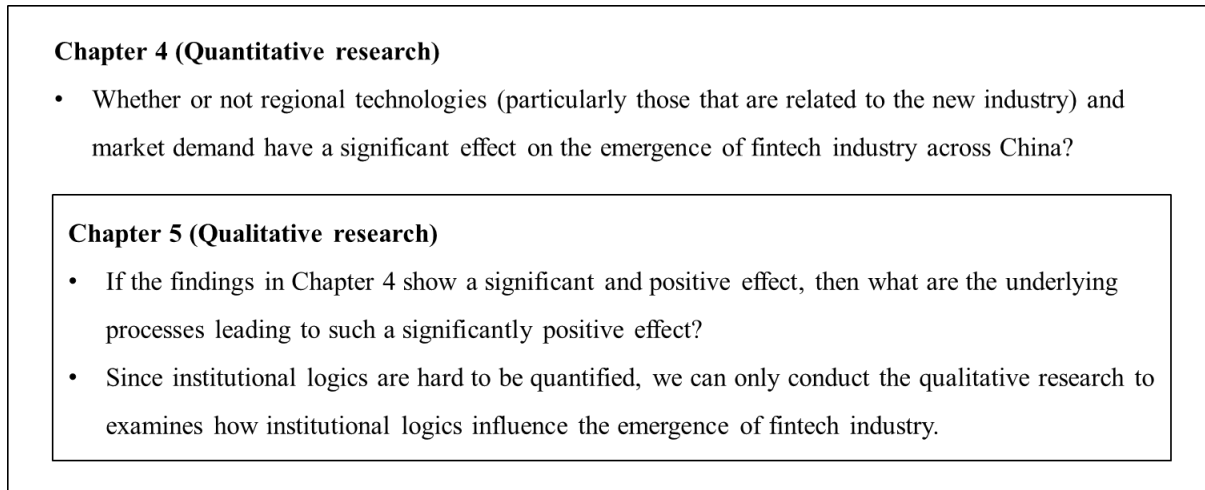 Chapter 4 (Quantitative research)
• Whether or not regional technologies (particularly those that are related to the new industry) and
market demand have a significant effect on the emergence of fintech industry across China?
Chapter 5 (Qualitative research)
• If the findings in Chapter 4 show a significant and positive effect, then what are the underlying
processes leading to such a significantly positive effect?
• Since institutional logics are hard to be quantified, we can only conduct the qualitative research to
examines how institutional logics influence the emergence of fintech industry.